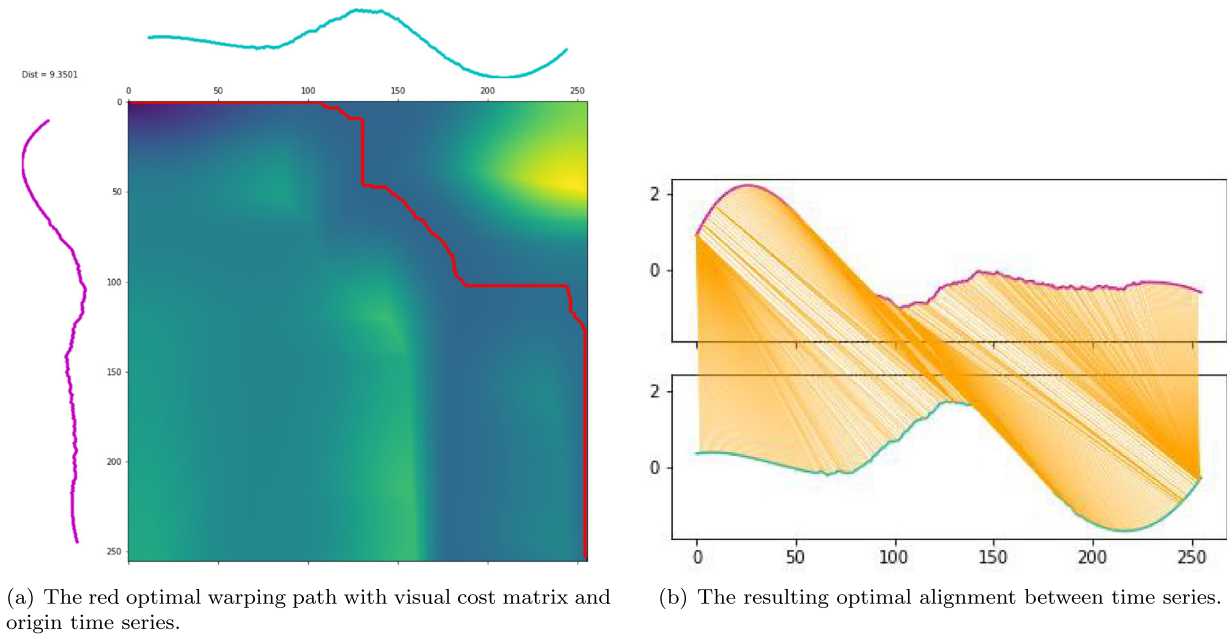 Dist = 9.3501
0 50 100 150 200 250
0
50
100
150
200
250
2
0
2
0
0 50 100 150 200 250
(a) The red optimal warping path with visual cost matrix and
origin time series.
(b) The resulting optimal alignment between time series.